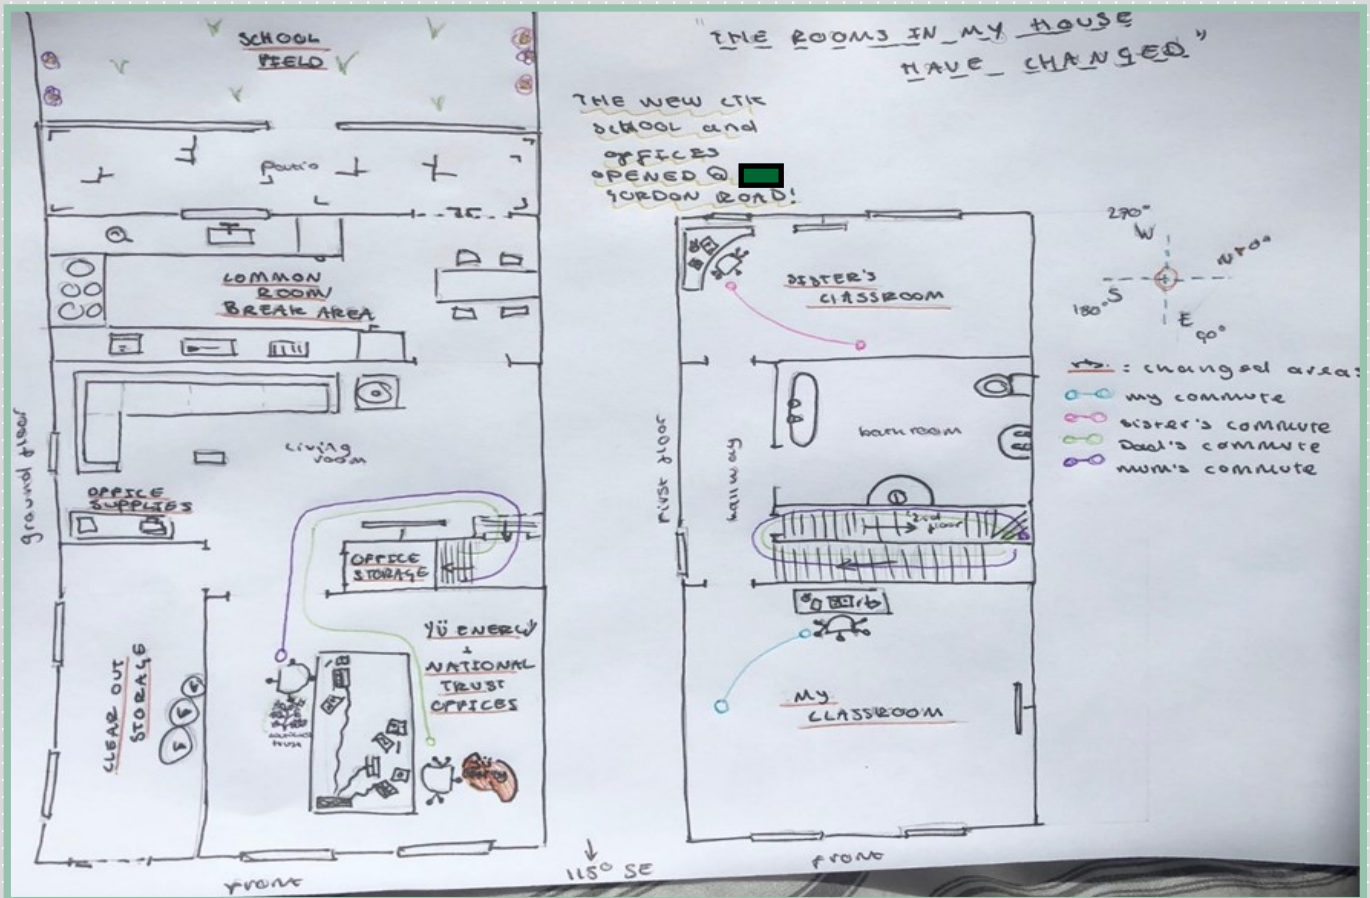 "THE ROOMS IN MY HOUSE
HAVE CHANGED"
THE NEW CTK
SCHOOL and
OFFICES
OPENED @
GORDON ROAD!
SCHOOL
FIELD
Patio
COMMON
ROOM/
BREAK AREA
living
room
ground floor
OFFICE
SUPPLIES
OFFICE
STORAGE
CLEAR OUT
STORAGE
YÜ ENERGY
+
NATIONAL
TRUST
OFFICES
front
115° SE
SISTER'S
CLASSROOM
first floor
hallway
bathroom
2nd
floor
MY
CLASSROOM
front
270°
W
N 0°
180° S
E
90°
: changed areas
my commute
sister's commute
Dad's commute
mum's commute